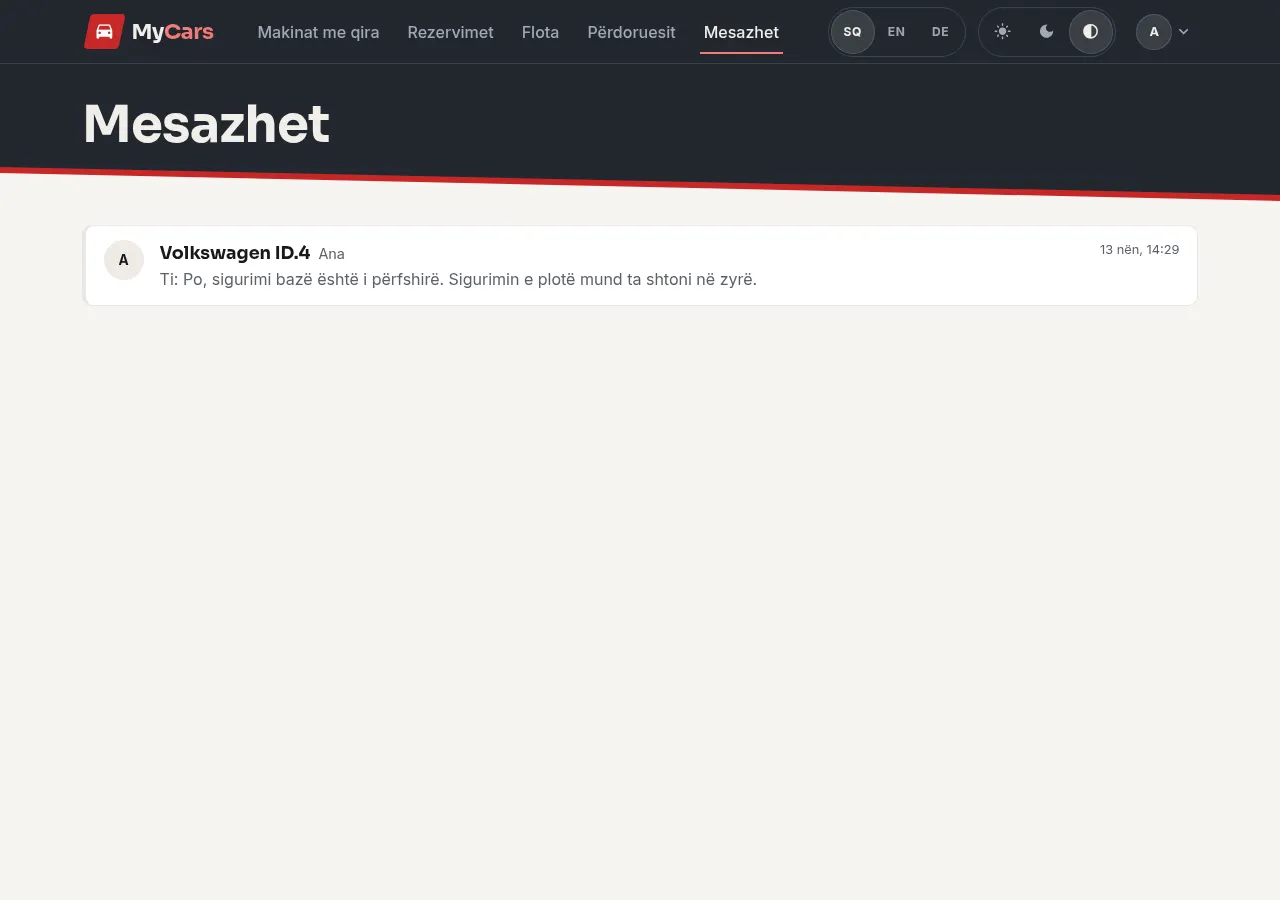 MyCars
Makinat me qira
Rezervimet
Flota
Përdoruesit
Mesazhet
SQ
EN
DE
A
Mesazhet
A
Volkswagen ID.4 Ana
13 nën, 14:29
Ti: Po, sigurimi bazë është i përfshirë. Sigurimin e plotë mund ta shtoni në zyrë.